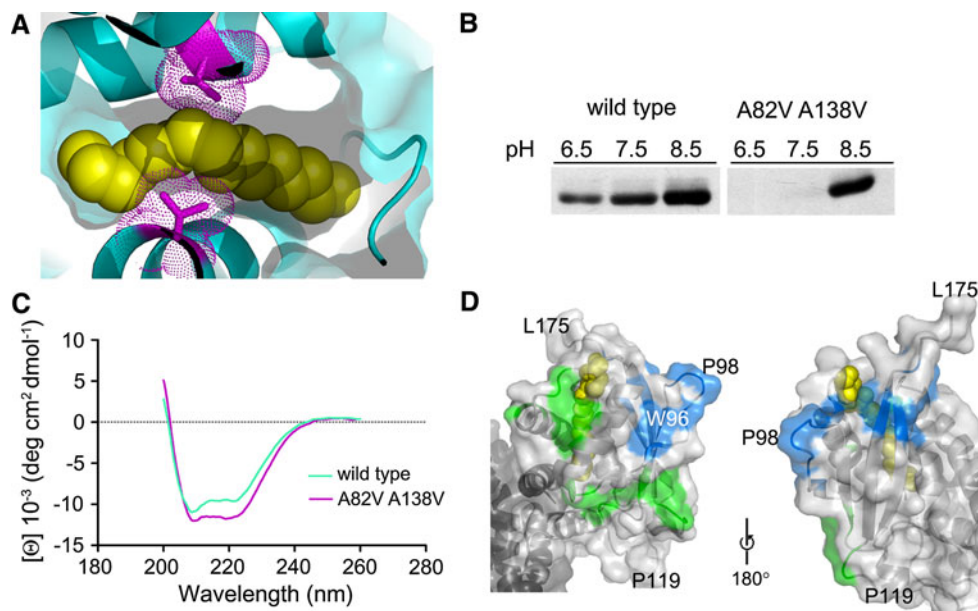 A
B
wild type A82V A138V
pH 6.5 7.5 8.5 6.5 7.5 8.5
C
[Θ] 10⁻³ (deg cm² dmol⁻¹)
10
5
0
-5
-10
-15
wild type
A82V A138V
180 200 220 240 260 280
Wavelength (nm)
D
L175
P98
W96
P119
180°
L175
P98
P119